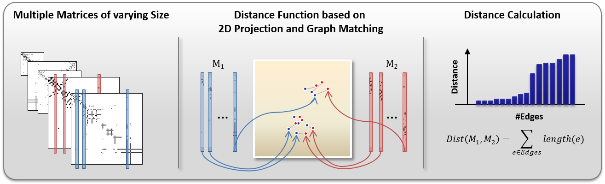 Multiple Matrices of varying Size
Distance Function based on
2D Projection and Graph Matching
M1
M2
...
...
Distance Calculation
Distance
#Edges
Dist(M1, M2) = ∑ length(e)
e∈Edges